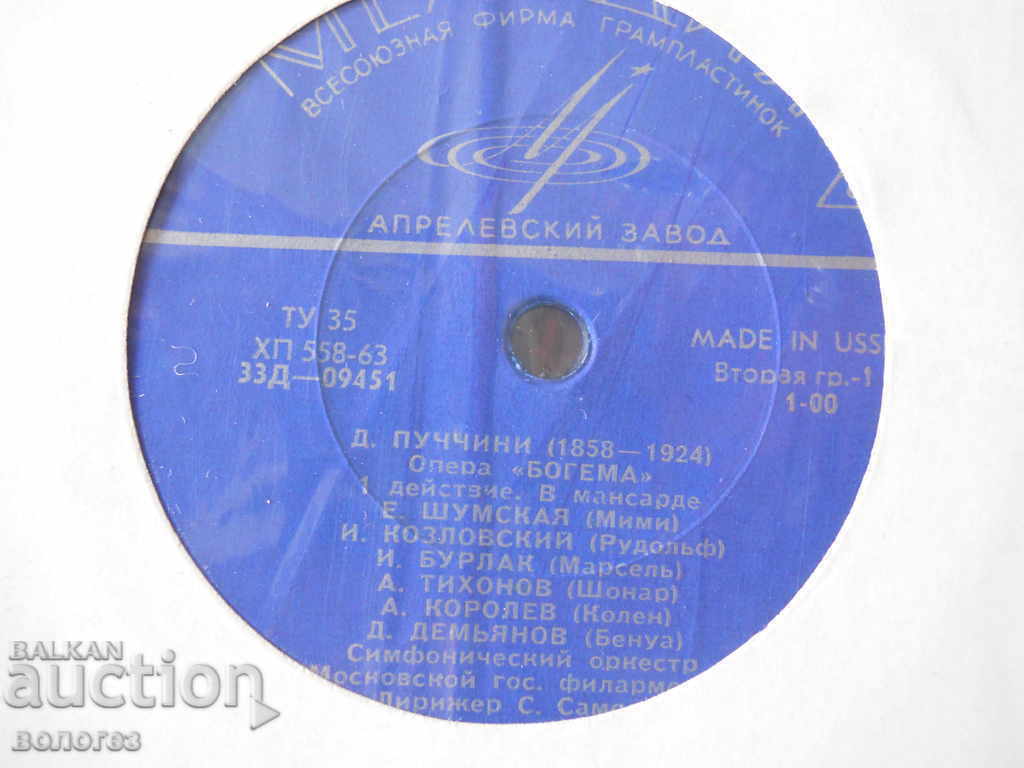 ВСЕСОЮЗНАЯ ФИРМА ГРАМПЛАСТИНОК
АПРЕЛЕВСКИЙ ЗАВОД
ТУ 35
ХП 558-63
33Д—09451
MADE IN USS
Вторая гр.-1
1-00
Д. ПУЧЧИНИ (1858—1924)
Опера «БОГЕМА»
1 действие. В мансарде
Е. ШУМСКАЯ (Мими)
И. КОЗЛОВСКИЙ (Рудольф)
И. БУРЛАК (Марсель)
А. ТИХОНОВ (Шонар)
А. КОРОЛЕВ (Колен)
Д. ДЕМЬЯНОВ (Бенуа)
Симфонический оркестр
Московской гос. филарм
Дирижер С. Сам
BALKAN
auction
волог63